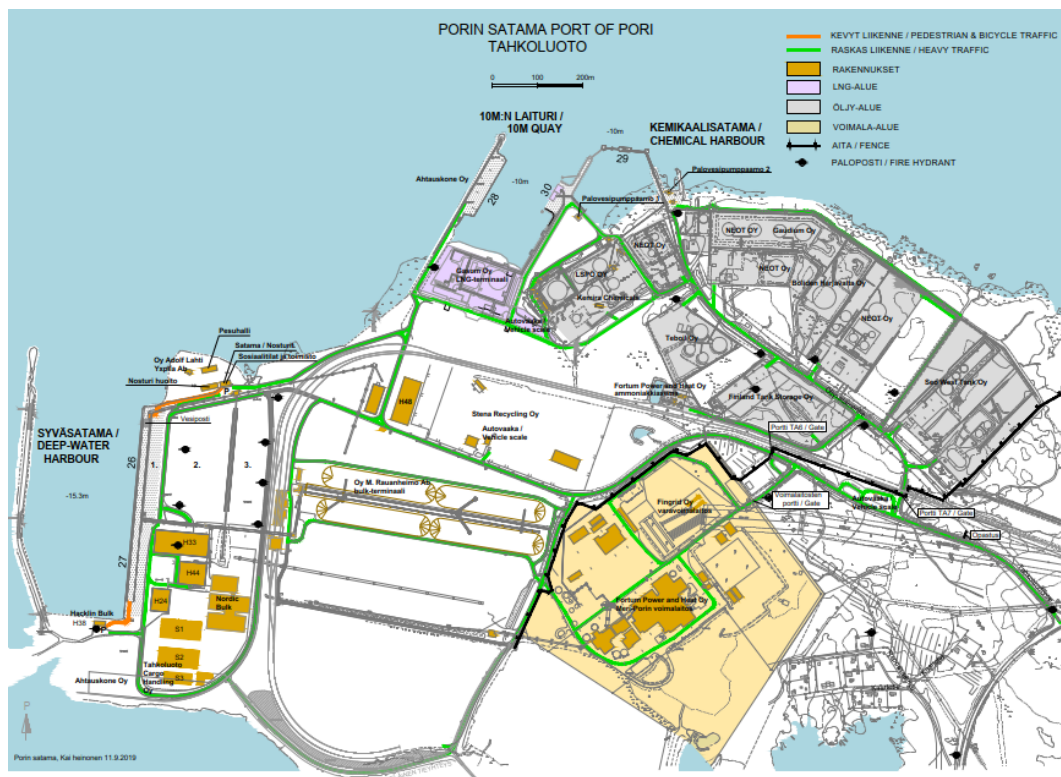 PORIN SATAMA PORT OF PORI
TAHKOLUOTO
0 100 200m
KEVYT LIIKENNE / PEDESTRIAN & BICYCLE TRAFFIC
RASKAS LIIKENNE / HEAVY TRAFFIC
RAKENNUKSET
LNG-ALUE
ÖLJY-ALUE
VOIMALA-ALUE
AITA / FENCE
PALOPOSTI / FIRE HYDRANT
10M:N LAITURI /
10M QUAY
KEMIKAALISATAMA /
CHEMICAL HARBOUR
-10m
29
Palovesipumppaamo 2
Ahtauskone Oy
-10m
28
30
Palovesipumppaamo 1
NEOT OY
Gaudium Oy
NEOT Oy
NEOT Oy
Boliden Harjavalta Oy
NEOT Oy
Gasum Oy
LNG-terminaali
LSPO OY
Kemira Chemicals
Autovaaka /
Vehicle scale
Teboil Oy
Sea West Tank Oy
Pesuhalli
Satama / Nosturit
Sosiaalitilat ja toimisto
Oy Adolf Lahti
Yxpila Ab
Nosturi huolto
P
Vesiposti
H48
Stena Recycling Oy
Autovaaka /
Vehicle scale
Fortum Power and Heat Oy
ammoniakkiasema
Finland Tank Storage Oy
Portti TA6 / Gate
SYVÄSATAMA /
DEEP-WATER
HARBOUR
26
1.
2.
3.
-15.3m
Oy M. Rauanheimo Ab
bulk-terminaali
Fingrid Oy
varavoimalaitos
Voimalaitosten
portti / Gate
Autovaaka /
Vehicle scale
Portti TA7 / Gate
Opastus
27
H33
H44
H24
Nordic
Bulk
Hacklin Bulk
H38
P
S1
S2
S3
Fortum Power and Heat Oy
Meri-Porin voimalaitos
Tahkoluoto
Cargo
Handling
Oy
Ahtauskone Oy
P
Porin satama, Kai heinonen 11.9.2019